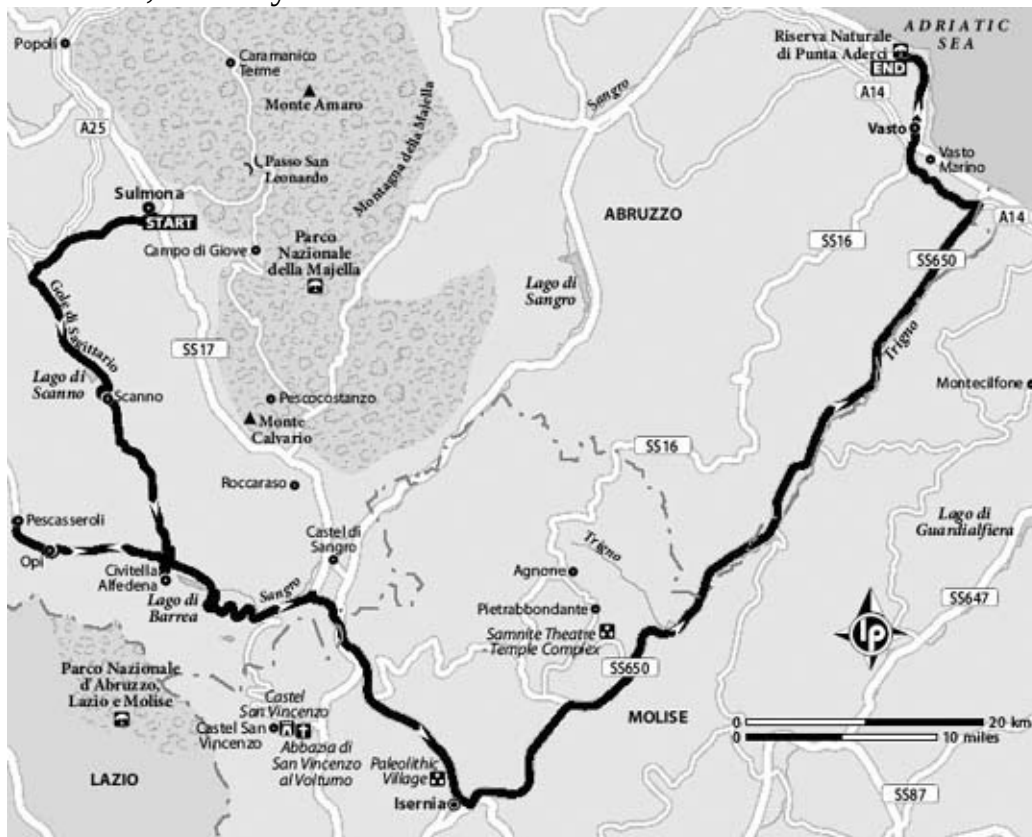 ADRIATIC
SEA
Riserva Naturale
di Punta Aderci
END
A14
Popoli
Caramanico
Terme
Monte Amaro
Sangro
Vasto
Vasto
Marino
A25
Passo San
Leonardo
Montagna della Majella
Sulmona
START
ABRUZZO
A14
Campo di Giove
Parco
Nazionale
della Majella
SS16
SS650
Gole di Sagittario
Lago di
Sangro
Trigno
SS17
Lago di
Scanno
Scanno
Pescocostanzo
Montecilfone
Monte
Calvario
SS16
Roccaraso
Pescasseroli
Castel di
Sangro
Lago di
Guardialfiera
Opi
Trigno
Civitella
Alfedena
Sangro
Agnone
Lago di
Barrea
Pietrabbondante
SS647
Samnite Theatre
Temple Complex
lp
SS650
Parco Nazionale
d'Abruzzo,
Lazio e Molise
Castel
San Vincenzo
Castel San
Vincenzo
MOLISE
0
20 km
0
10 miles
Abbazia di
San Vincenzo
al Volturno
Paleolithic
Village
LAZIO
Isernia
SS87